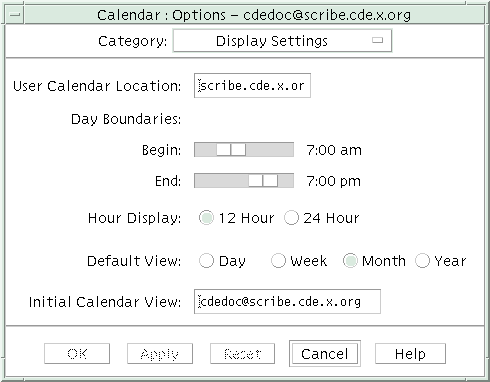 Calendar : Options – cdedoc@scribe.cde.x.org
Category: Display Settings
User Calendar Location: scribe.cde.x.or
Day Boundaries:
Begin: 7:00 am
End: 7:00 pm
Hour Display: 12 Hour 24 Hour
Default View: Day Week Month Year
Initial Calendar View: cdedoc@scribe.cde.x.org
OK Apply Reset Cancel Help